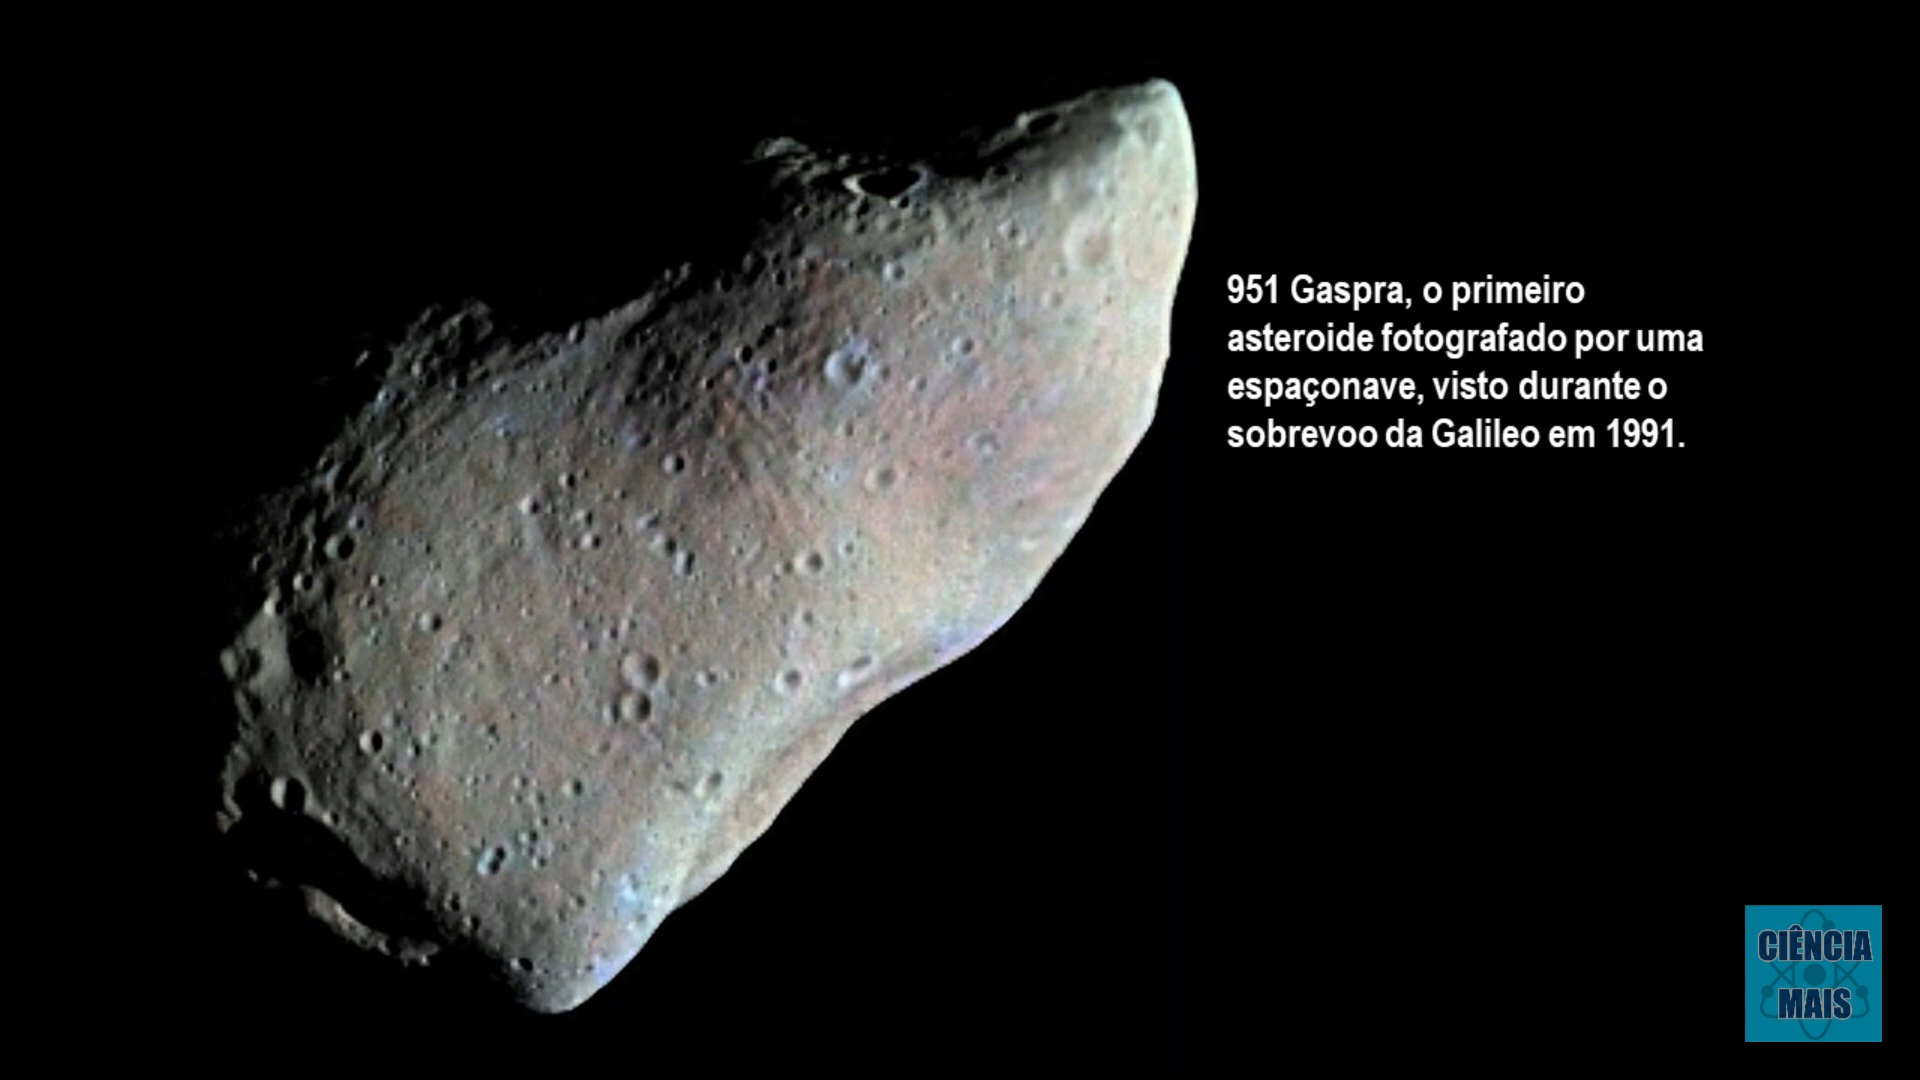 951 Gaspra, o primeiro
asteroide fotografado por uma
espaçonave, visto durante o
sobrevoo da Galileo em 1991.
CIÊNCIA
MAIS